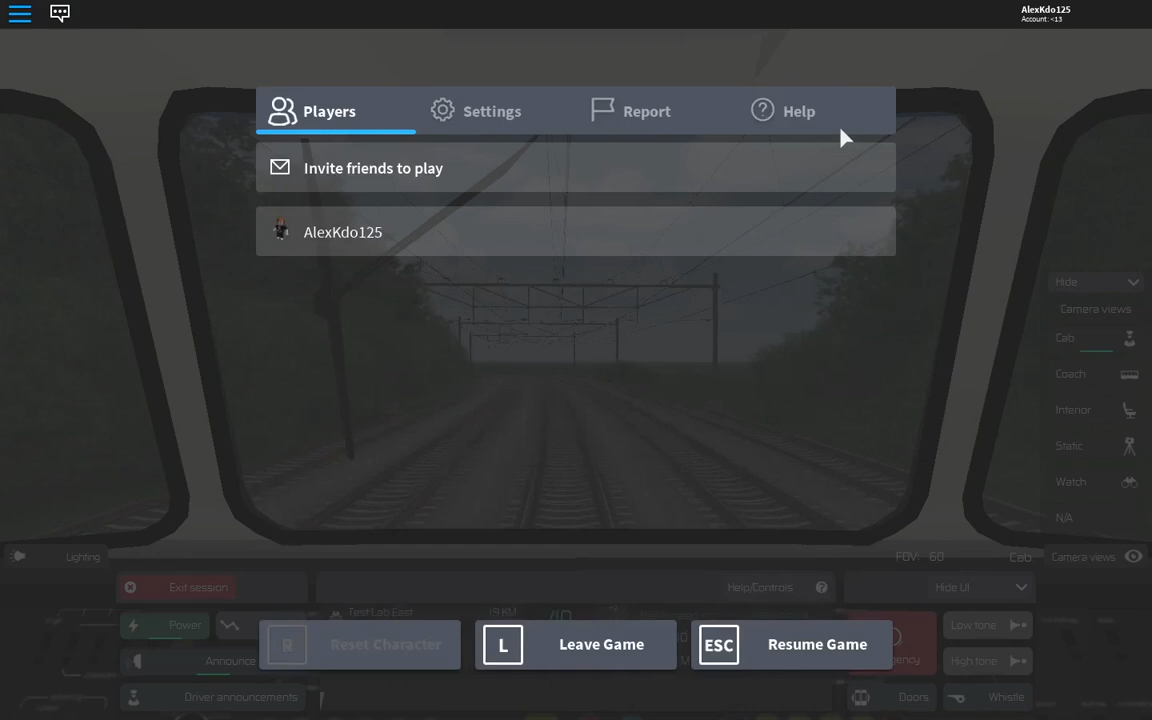 AlexKdo125
Account: <13
Players
Settings
Report
Help
Invite friends to play
AlexKdo125
Hide
Camera views
Cab
Coach
Interior
Static
Watch
N/A
Lighting
FOV: 60
Cab
Camera views
Exit session
Help/Controls
Hide UI
Test Lab East
19 KM
Power
R
Reset Character
L
Leave Game
ESC
Resume Game
Low tone
Announce
High tone
Driver announcements
Doors
Whistle